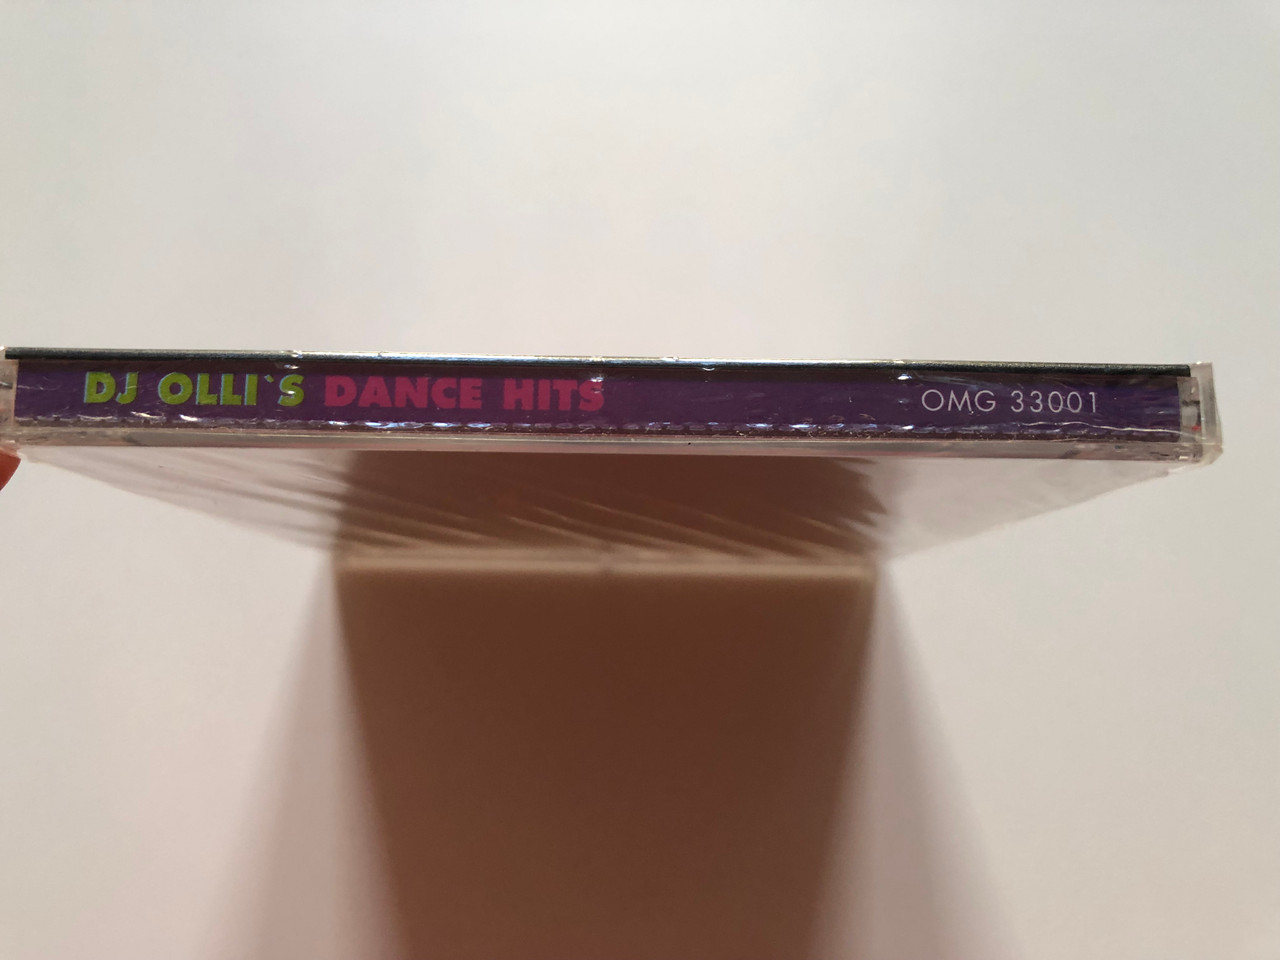 DJ OLLI`S DANCE HITS OMG 33001